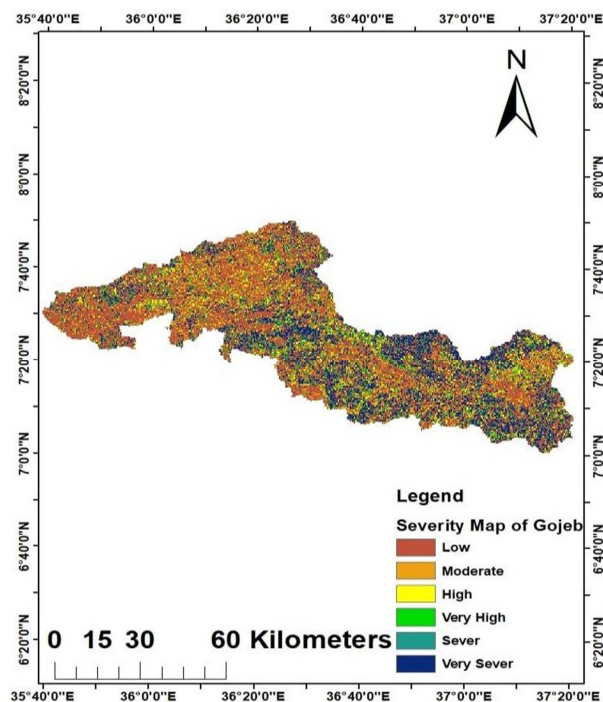 35°40'0"E 36°0'0"E 36°20'0"E 36°40'0"E 37°0'0"E 37°20'0"E
N
8°20'0"N 8°20'0"N
8°0'0"N 8°0'0"N
7°40'0"N 7°40'0"N
7°20'0"N 7°20'0"N
7°0'0"N 7°0'0"N
Legend
Severity Map of Gojeb
6°40'0"N 6°40'0"N
Low
Moderate
High
Very High
6°20'0"N 6°20'0"N
Sever
Very Sever
0 15 30 60 Kilometers
35°40'0"E 36°0'0"E 36°20'0"E 36°40'0"E 37°0'0"E 37°20'0"E